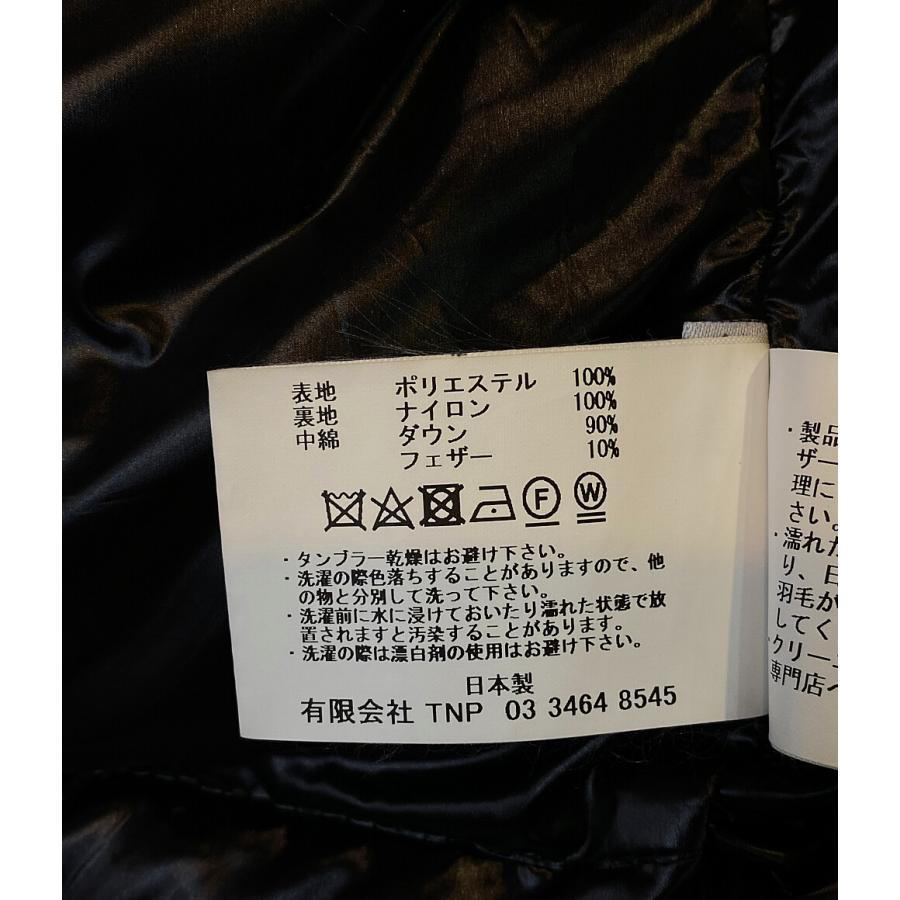 表地 ポリエステル 100%
裏地 ナイロン 100%
中綿 ダウン 90%
フェザー 10%
F W
・タンブラー乾燥はお避け下さい。
・洗濯の際色落ちすることがありますので、他
の物と分別して洗って下さい。
・洗濯前に水に浸けておいたり濡れた状態で放
置されますと汚染することがあります。
・洗濯の際は漂白剤の使用はお避け下さい。
日本製
有限会社 TNP 03 3464 8545
・製品
ザー
理に
さい。
・濡れた
り、日
羽毛が
してく
・クリーニ
専門店へ